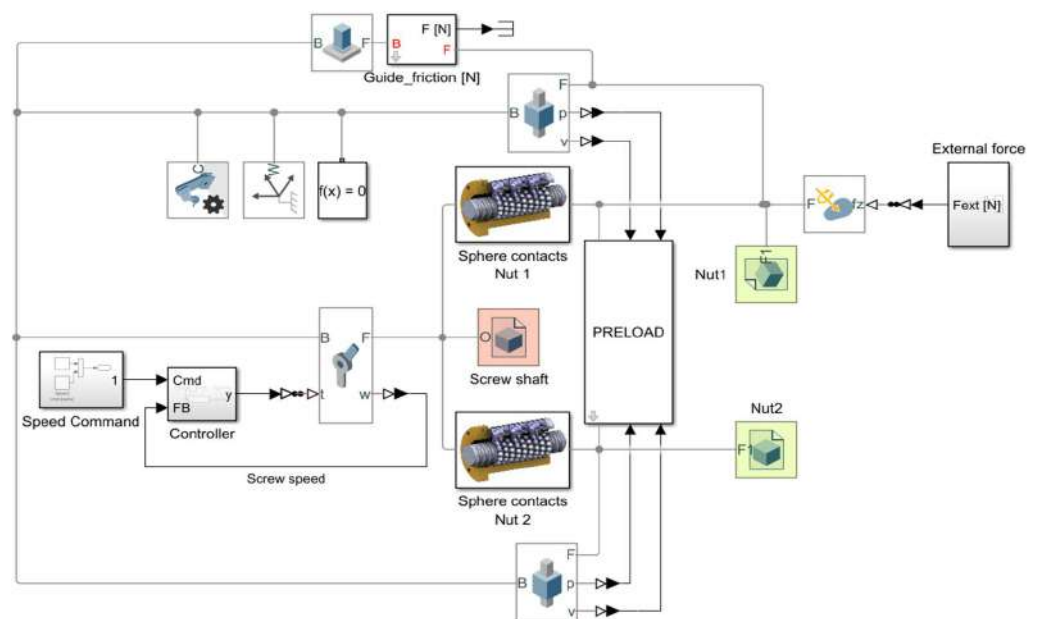 F [N]
B
F
B
F
Guide_friction [N]
F
B
p
v
C
W
f(x) = 0
External force
Sphere contacts
Nut 1
F
fz
Fext [N]
F1
Nut1
B
F
PRELOAD
O
Screw shaft
Cmd
y
FB
1
t
w
Speed Command
Controller
Nut2
F1
Screw speed
Sphere contacts
Nut 2
F
B
p
v